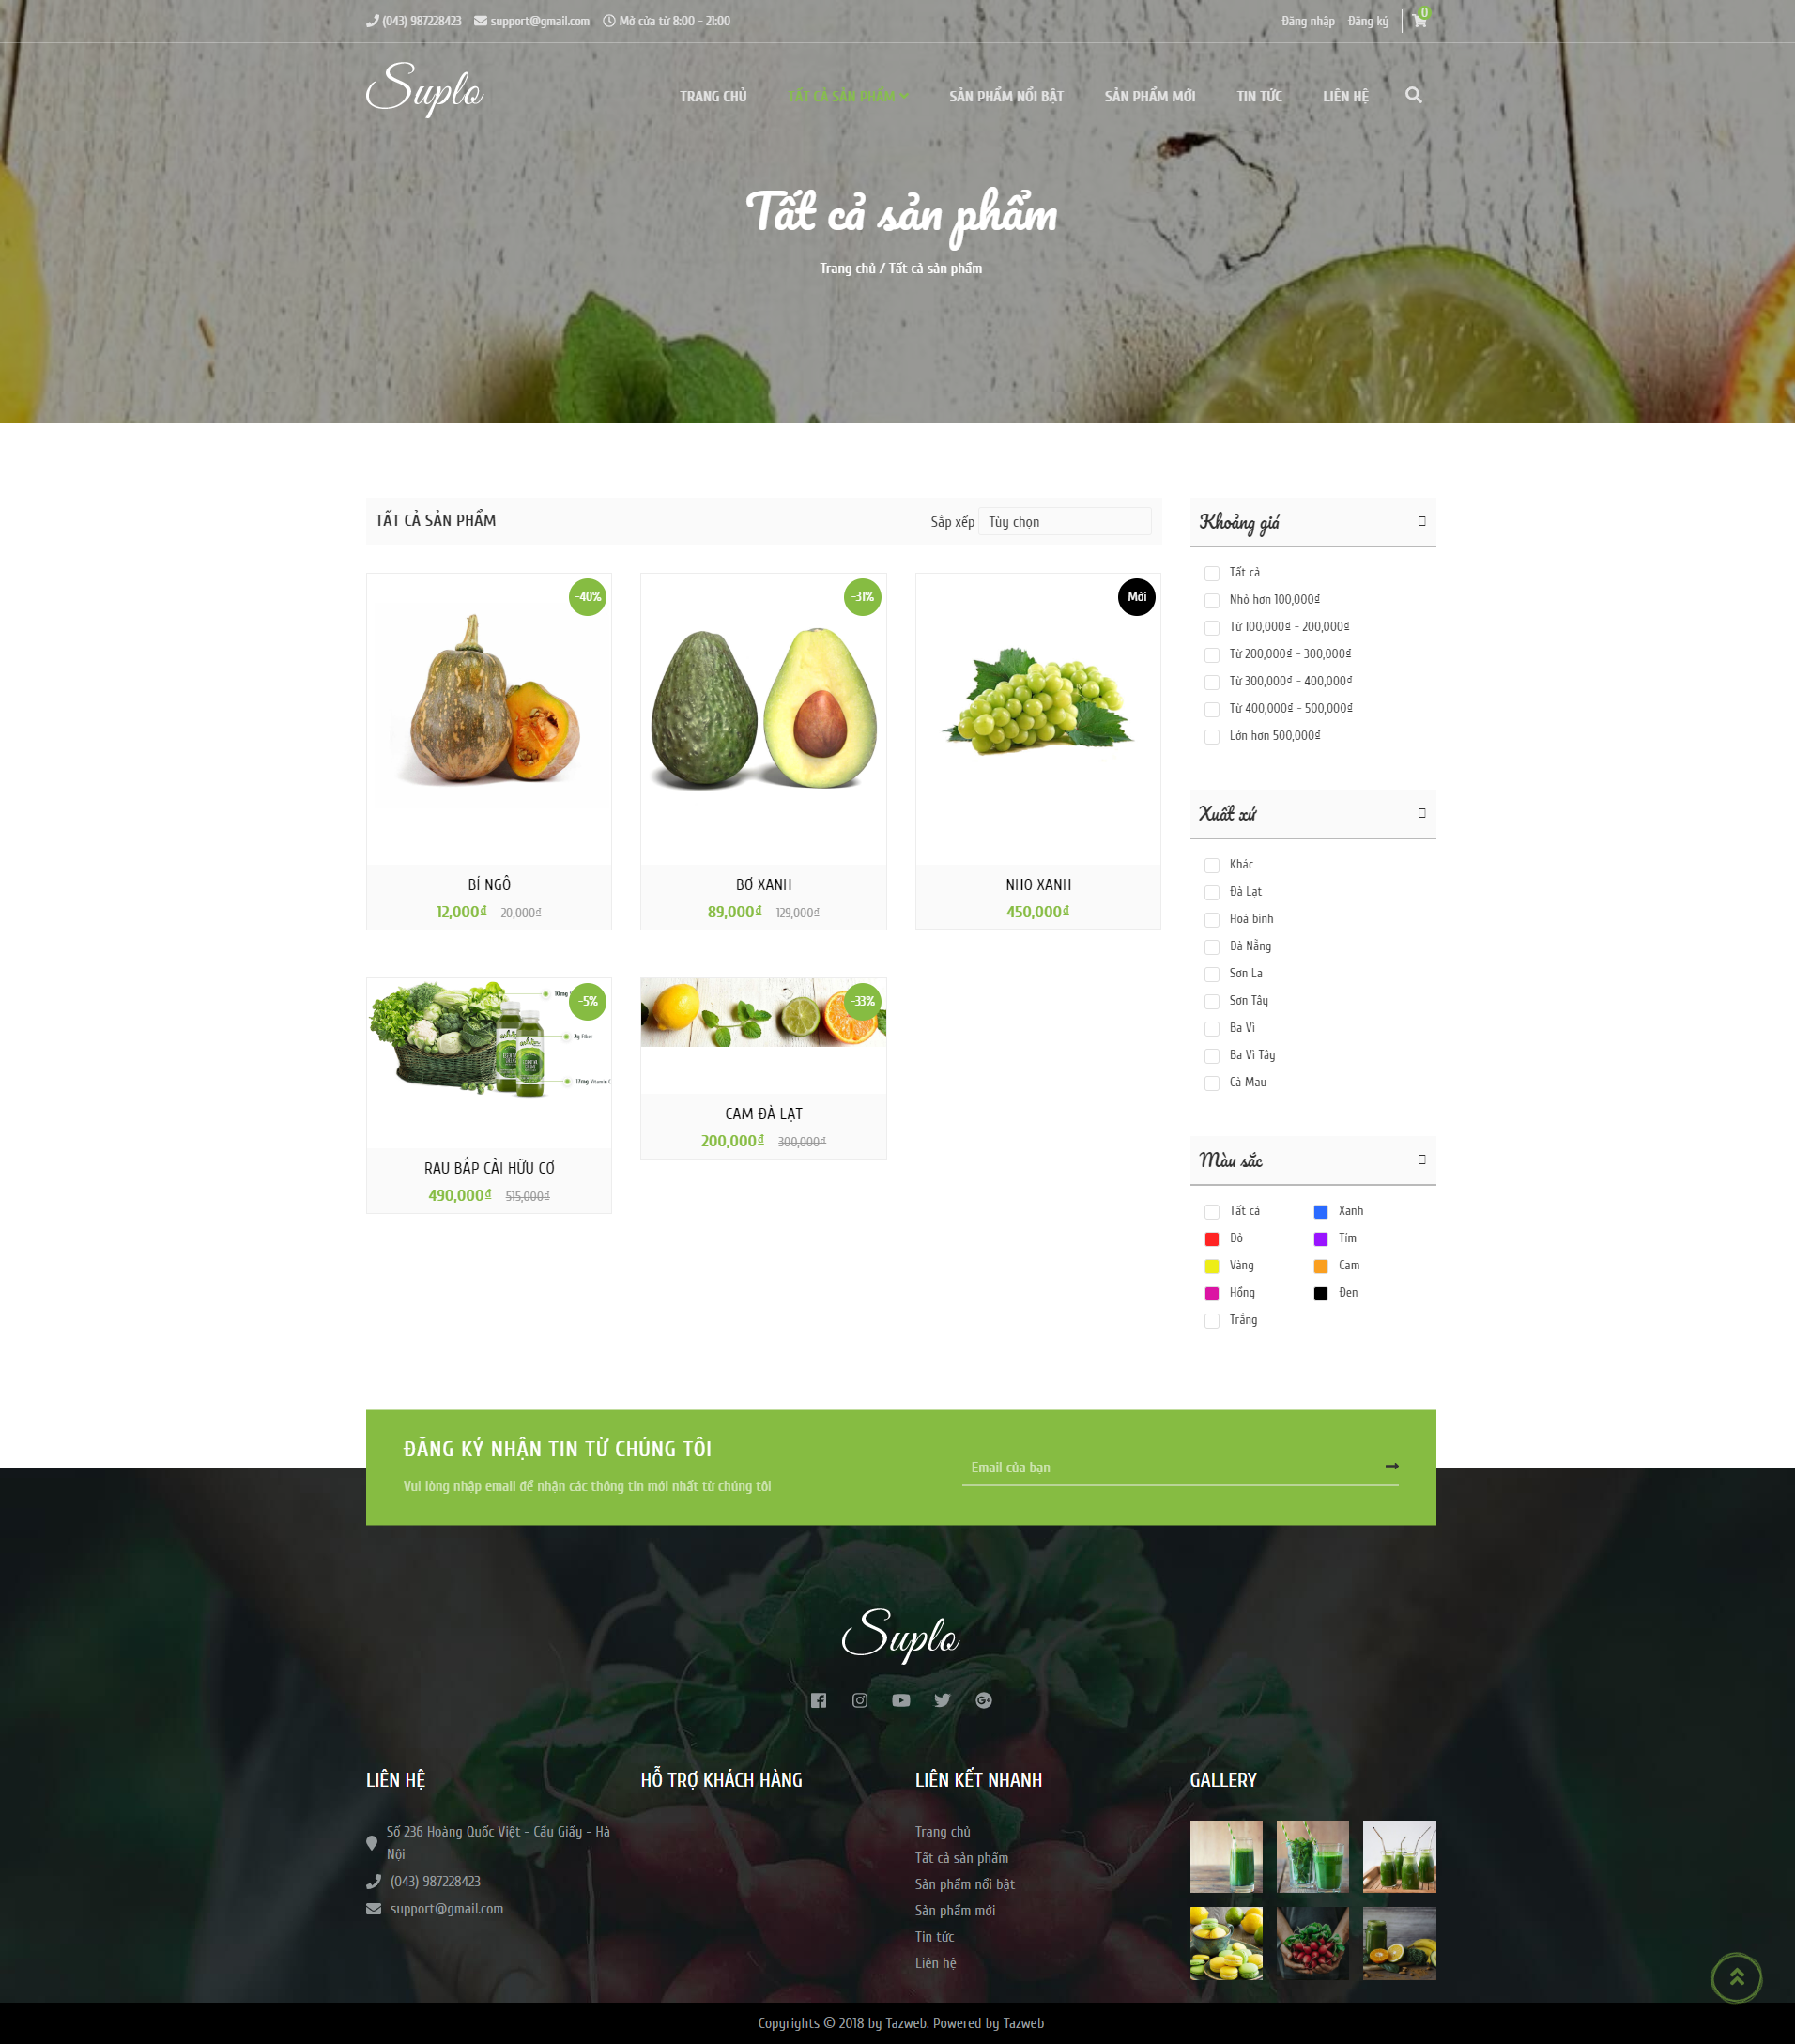 (043) 987228423 support@gmail.com Mở cửa từ 8:00 - 21:00 Đăng nhập Đăng ký 0
Suplo
TRANG CHỦ TẤT CẢ SẢN PHẨM SẢN PHẨM NỔI BẬT SẢN PHẨM MỚI TIN TỨC LIÊN HỆ
Tất cả sản phẩm
Trang chủ / Tất cả sản phẩm
TẤT CẢ SẢN PHẨM
Sắp xếp Tùy chọn
-40%
BÍ NGÔ
12,000₫ 20,000₫
-31%
BƠ XANH
89,000₫ 129,000₫
Mới
NHO XANH
450,000₫
-5%
2g Fiber
17mg Vitamin C
RAU BẮP CẢI HỮU CƠ
490,000₫ 515,000₫
-33%
CAM ĐÀ LẠT
200,000₫ 300,000₫
Khoảng giá
Tất cả
Nhỏ hơn 100,000₫
Từ 100,000₫ - 200,000₫
Từ 200,000₫ - 300,000₫
Từ 300,000₫ - 400,000₫
Từ 400,000₫ - 500,000₫
Lớn hơn 500,000₫
Xuất xứ
Khác
Đà Lạt
Hoà bình
Đà Nẵng
Sơn La
Sơn Tây
Ba Vì
Ba Vì Tây
Cà Mau
Màu sắc
Tất cả Xanh
Đỏ Tím
Vàng Cam
Hồng Đen
Trắng
ĐĂNG KÝ NHẬN TIN TỪ CHÚNG TÔI
Vui lòng nhập email để nhận các thông tin mới nhất từ chúng tôi
Email của bạn
Suplo
LIÊN HỆ
Số 236 Hoàng Quốc Việt - Cầu Giấy - Hà
Nội
(043) 987228423
support@gmail.com
HỖ TRỢ KHÁCH HÀNG
LIÊN KẾT NHANH
Trang chủ
Tất cả sản phẩm
Sản phẩm nổi bật
Sản phẩm mới
Tin tức
Liên hệ
GALLERY
Copyrights © 2018 by Tazweb. Powered by Tazweb